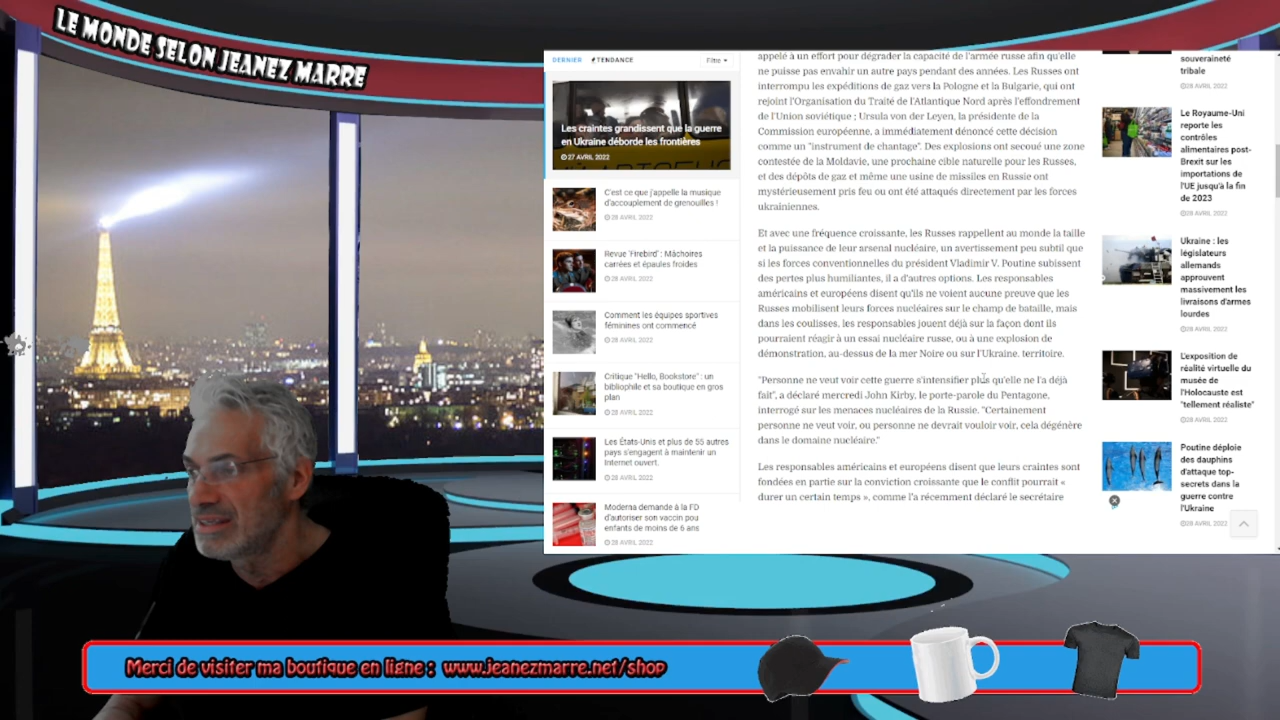 LE MONDE SELON JEANEZ MARRE
DERNIER
TENDANCE
Filtre
Les craintes grandissent que la guerre
en Ukraine déborde les frontières
27 AVRIL 2022
C'est ce que j'appelle la musique
d'accouplement de grenouilles !
28 AVRIL 2022
Revue 'Firebird' : Mâchoires
carrées et épaules froides
28 AVRIL 2022
Comment les équipes sportives
féminines ont commencé
28 AVRIL 2022
Critique "Hello, Bookstore" : un
bibliophile et sa boutique en gros
plan
28 AVRIL 2022
Les États-Unis et plus de 55 autres
pays s'engagent à maintenir un
Internet ouvert.
28 AVRIL 2022
Moderna demande à la FD
d'autoriser son vaccin pou
enfants de moins de 6 ans
28 AVRIL 2022
appelé à un effort pour dégrader la capacité de l'armée russe afin qu'elle
ne puisse pas envahir un autre pays pendant des années. Les Russes ont
interrompu les expéditions de gaz vers la Pologne et la Bulgarie, qui ont
rejoint l'Organisation du Traité de l'Atlantique Nord après l'effondrement
de l'Union soviétique ; Ursula von der Leyen, la présidente de la
Commission européenne, a immédiatement dénoncé cette décision
comme un "instrument de chantage". Des explosions ont secoué une zone
contestée de la Moldavie, une prochaine cible naturelle pour les Russes,
et des dépôts de gaz et même une usine de missiles en Russie ont
mystérieusement pris feu ou ont été attaqués directement par les forces
ukrainiennes.
Et avec une fréquence croissante, les Russes rappellent au monde la taille
et la puissance de leur arsenal nucléaire, un avertissement peu subtil que
si les forces conventionnelles du président Vladimir V. Poutine subissent
des pertes plus humiliantes, il a d'autres options. Les responsables
américains et européens disent qu'ils ne voient aucune preuve que les
Russes mobilisent leurs forces nucléaires sur le champ de bataille, mais
dans les coulisses, les responsables jouent déjà sur la façon dont ils
pourraient réagir à un essai nucléaire russe, ou à une explosion de
démonstration, au-dessus de la mer Noire ou sur l'Ukraine. territoire.
"Personne ne veut voir cette guerre s'intensifier plus qu'elle ne l'a déjà
fait", a déclaré mercredi John Kirby, le porte-parole du Pentagone,
interrogé sur les menaces nucléaires de la Russie. "Certainement
personne ne veut voir, ou personne ne devrait vouloir voir, cela dégénère
dans le domaine nucléaire."
Les responsables américains et européens disent que leurs craintes sont
fondées en partie sur la conviction croissante que le conflit pourrait «
durer un certain temps », comme l'a récemment déclaré le secrétaire
souveraineté
tribale
28 AVRIL 2022
Le Royaume-Uni
reporte les
contrôles
alimentaires post-
Brexit sur les
importations de
l'UE jusqu'à la fin
de 2023
28 AVRIL 2022
Ukraine : les
législateurs
allemands
approuvent
massivement les
livraisons d'armes
lourdes
28 AVRIL 2022
L'exposition de
réalité virtuelle du
musée de
l'Holocauste est
"tellement réaliste"
28 AVRIL 2022
Poutine déploie
des dauphins
d'attaque top-
secrets dans la
guerre contre
l'Ukraine
28 AVRIL 2022
Merci de visiter ma boutique en ligne : www.jeanezmarre.net/shop